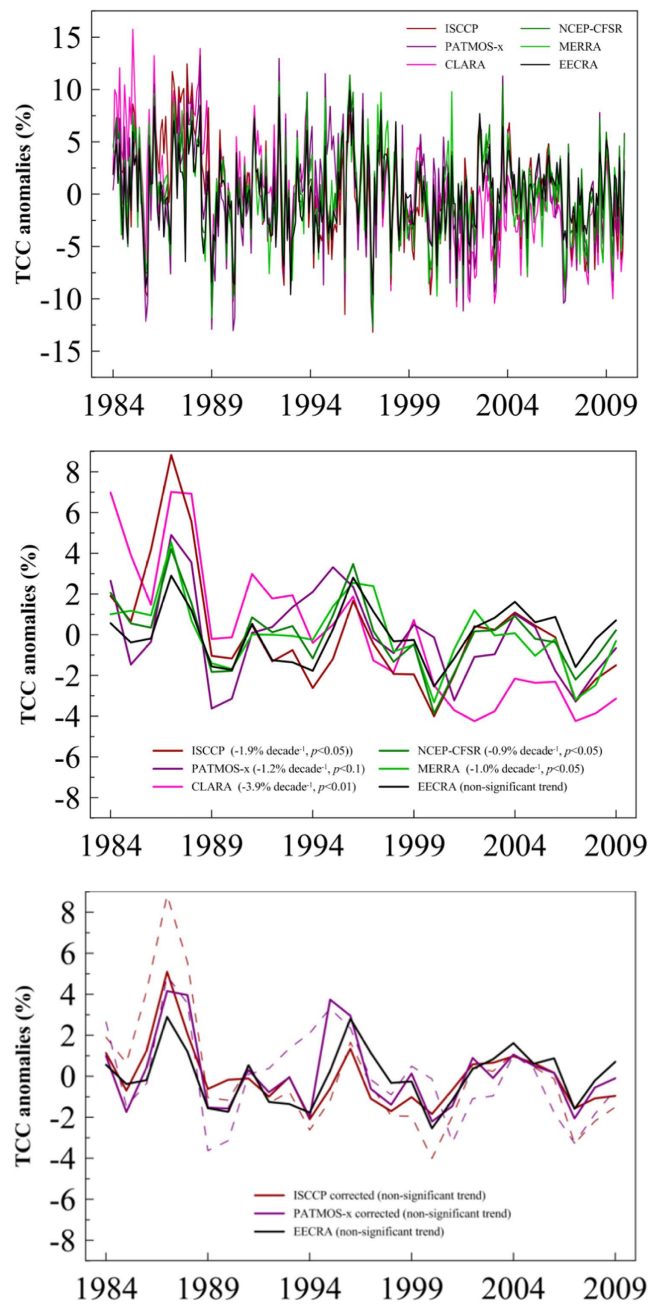 TCC anomalies (%)
15
10
5
0
-5
-10
-15
ISCCP
PATMOS-x
CLARA
NCEP-CFSR
MERRA
EECRA
1984 1989 1994 1999 2004 2009
TCC anomalies (%)
8
6
4
2
0
-2
-4
-6
-8
ISCCP (-1.9% decade⁻¹, p<0.05))
PATMOS-x (-1.2% decade⁻¹, p<0.1)
CLARA (-3.9% decade⁻¹, p<0.01)
NCEP-CFSR (-0.9% decade⁻¹, p<0.05)
MERRA (-1.0% decade⁻¹, p<0.05)
EECRA (non-significant trend)
1984 1989 1994 1999 2004 2009
TCC anomalies (%)
8
6
4
2
0
-2
-4
-6
-8
ISCCP corrected (non-significant trend)
PATMOS-x corrected (non-significant trend)
EECRA (non-significant trend)
1984 1989 1994 1999 2004 2009